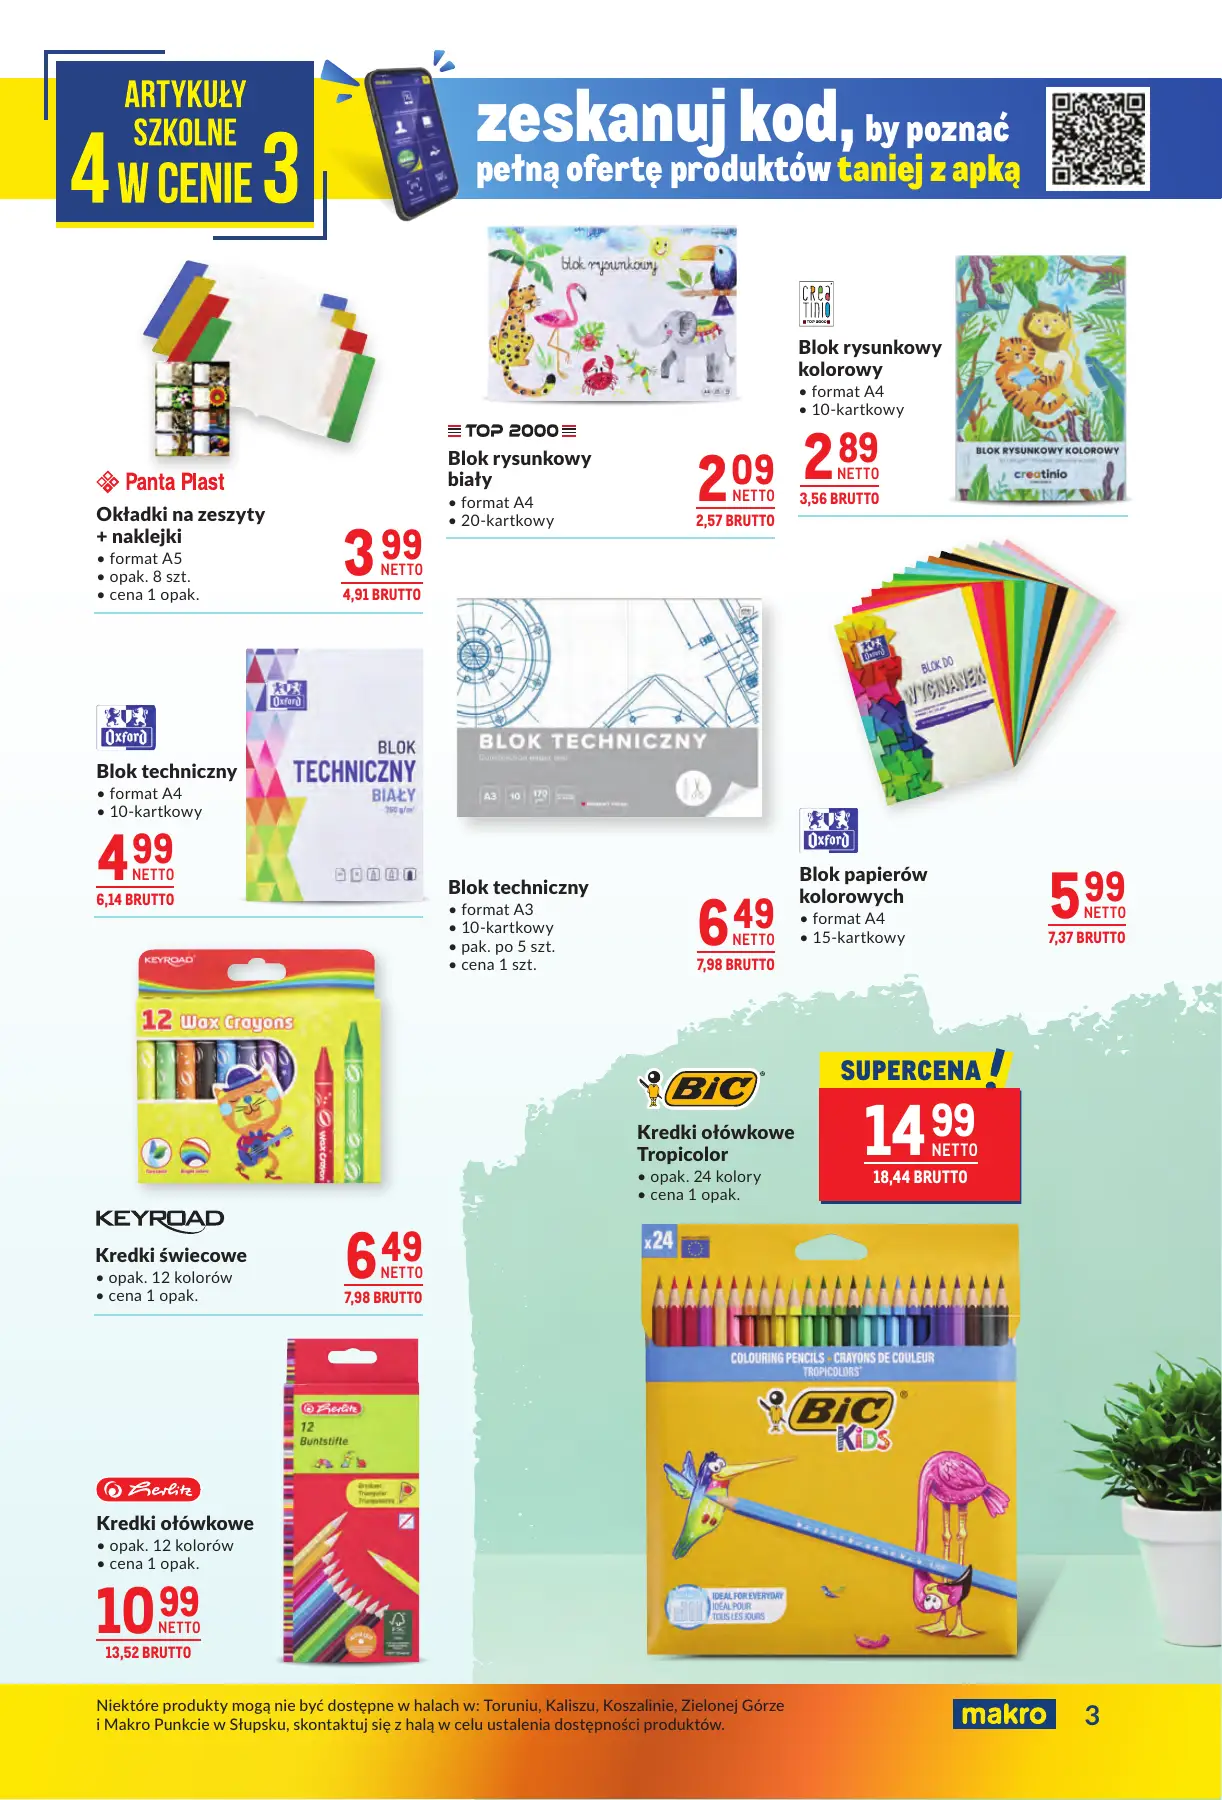 ARTYKUŁY
SZKOLNE
4 W CENIE 3
zeskanuj kod, by poznać
pełną ofertę produktów taniej z apką
Panta Plast
Okładki na zeszyty
+ naklejki
• format A5
• opak. 8 szt.
• cena 1 opak.
3 99
NETTO
4,91 BRUTTO
blok rysunkowy
TOP 2000
Blok rysunkowy
biały
• format A4
• 20-kartkowy
2 09
NETTO
2,57 BRUTTO
CREATINIO
TOP 2000
Blok rysunkowy
kolorowy
• format A4
• 10-kartkowy
2 89
NETTO
3,56 BRUTTO
BLOK RYSUNKOWY KOLOROWY
creatinio
Oxford
Blok techniczny
• format A4
• 10-kartkowy
4 99
NETTO
6,14 BRUTTO
Oxford
BLOK
TECHNICZNY
BIAŁY
BLOK TECHNICZNY
A3 10 170
Blok techniczny
• format A3
• 10-kartkowy
• pak. po 5 szt.
• cena 1 szt.
6 49
NETTO
7,98 BRUTTO
Oxford
BLOK DO
WYCINANEK
Oxford
Blok papierów
kolorowych
• format A4
• 15-kartkowy
5 99
NETTO
7,37 BRUTTO
KEYROAD
12 Wax Crayons
Wax Crayon
KEYROAD
Kredki świecowe
• opak. 12 kolorów
• cena 1 opak.
6 49
NETTO
7,98 BRUTTO
Herlitz
Kredki ołówkowe
• opak. 12 kolorów
• cena 1 opak.
10 99
NETTO
13,52 BRUTTO
Herlitz
12
Buntstifte
FSC
BIC®
Kredki ołówkowe
Tropicolor
• opak. 24 kolory
• cena 1 opak.
SUPERCENA!
14 99
NETTO
18,44 BRUTTO
x24
COLOURING PENCILS - CRAYONS DE COULEUR
TROPICOLORS
BIC®
KIDS
IDEAL FOR EVERYDAY
IDÉAL POUR
TOUS LES JOURS
Niektóre produkty mogą nie być dostępne w halach w: Toruniu, Kaliszu, Koszalinie, Zielonej Górze
i Makro Punkcie w Słupsku, skontaktuj się z halą w celu ustalenia dostępności produktów.
makro
3